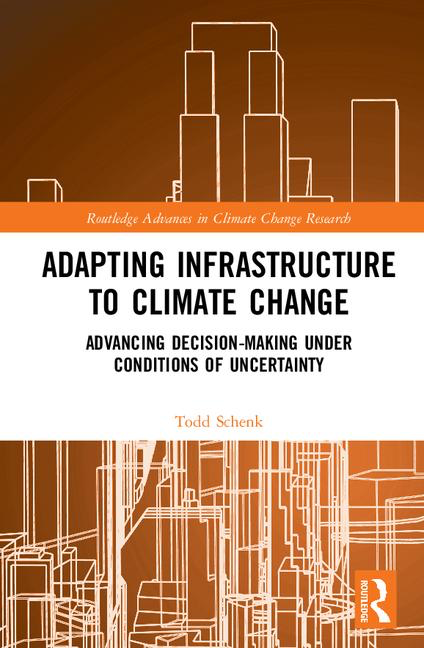 Routledge Advances in Climate Change Research
ADAPTING INFRASTRUCTURE
TO CLIMATE CHANGE
ADVANCING DECISION-MAKING UNDER
CONDITIONS OF UNCERTAINTY
Todd Schenk
ROUTLEDGE